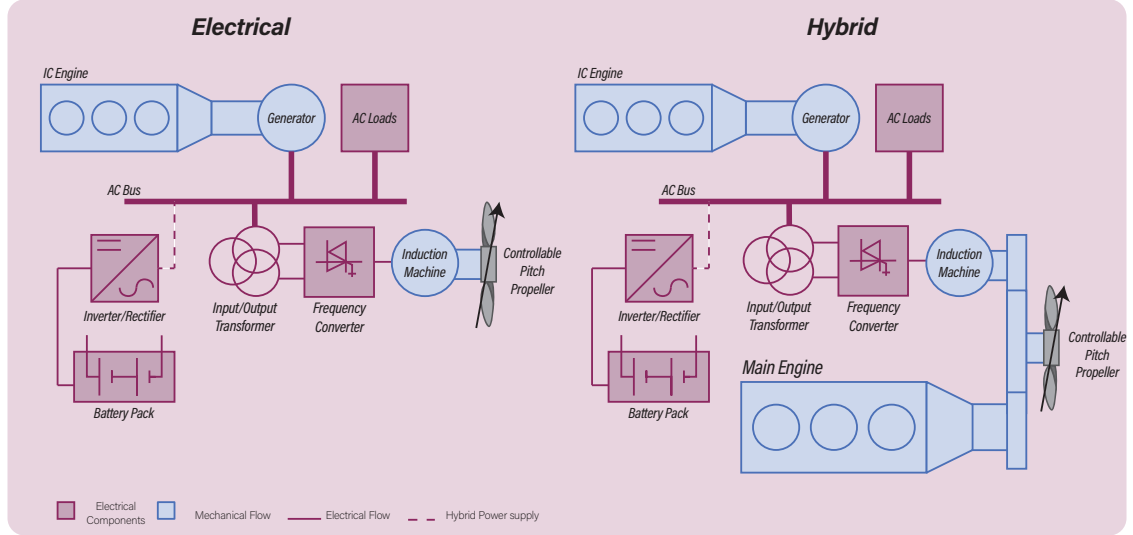 Electrical
IC Engine
Generator
AC Loads
AC Bus
Inverter/Rectifier
Input/Output
Transformer
Frequency
Converter
Induction
Machine
Controllable
Pitch
Propeller
Battery Pack
Hybrid
IC Engine
Generator
AC Loads
AC Bus
Inverter/Rectifier
Input/Output
Transformer
Frequency
Converter
Induction
Machine
Controllable
Pitch
Propeller
Battery Pack
Main Engine
Electrical
Components
Mechanical Flow
Electrical Flow
Hybrid Power supply